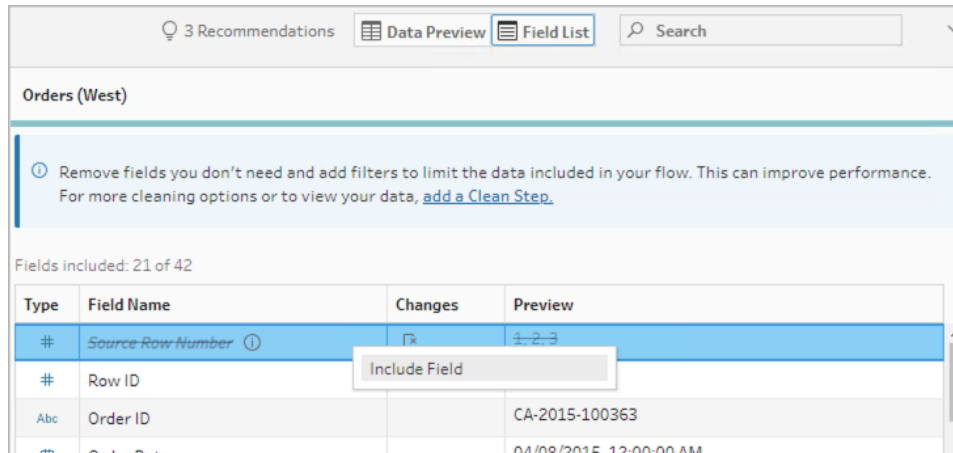 3 Recommendations Data Preview Field List Search
Orders (West)
Remove fields you don't need and add filters to limit the data included in your flow. This can improve performance.
For more cleaning options or to view your data, add a Clean Step.
Fields included: 21 of 42
Type Field Name Changes Preview
# Source Row Number 1, 2, 3
Include Field
# Row ID
Abc Order ID CA-2015-100363
04/08/2015, 12:00:00 AM